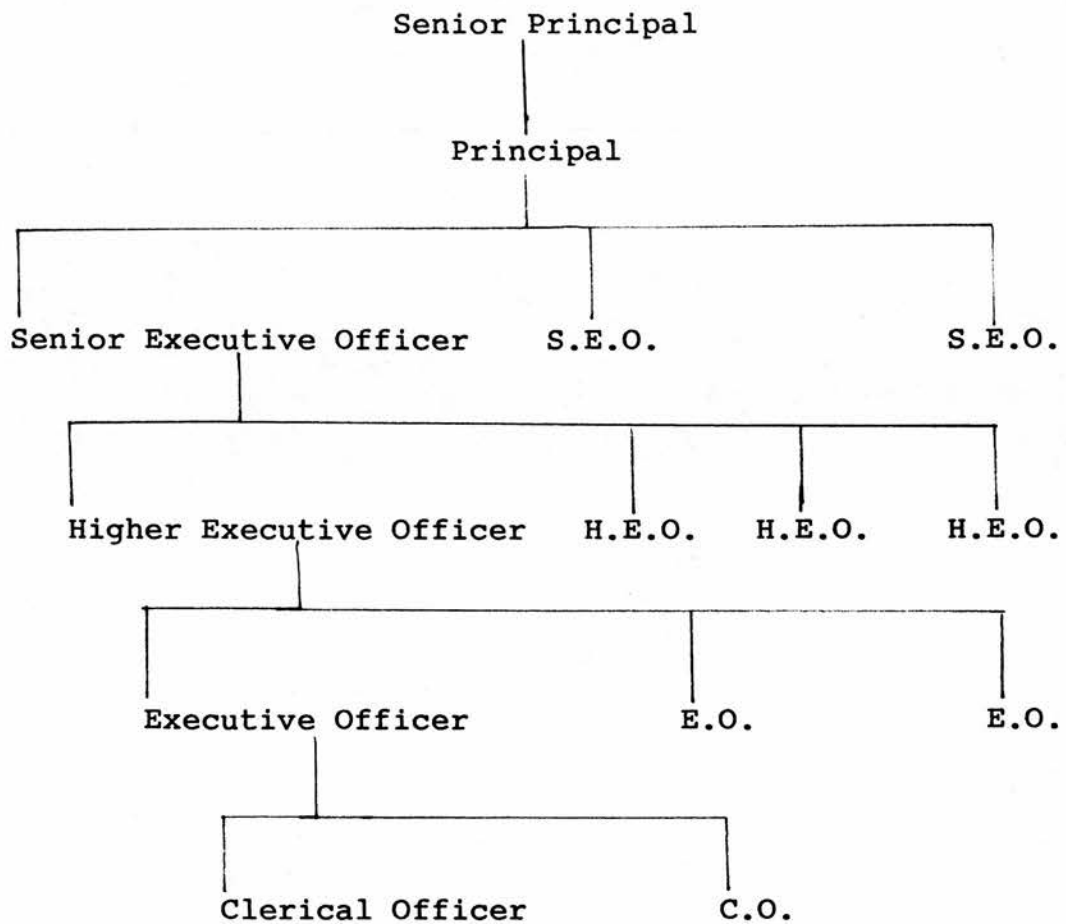 Senior Principal
Principal
Senior Executive Officer S.E.O. S.E.O.
Higher Executive Officer H.E.O. H.E.O. H.E.O.
Executive Officer E.O. E.O.
Clerical Officer C.O.